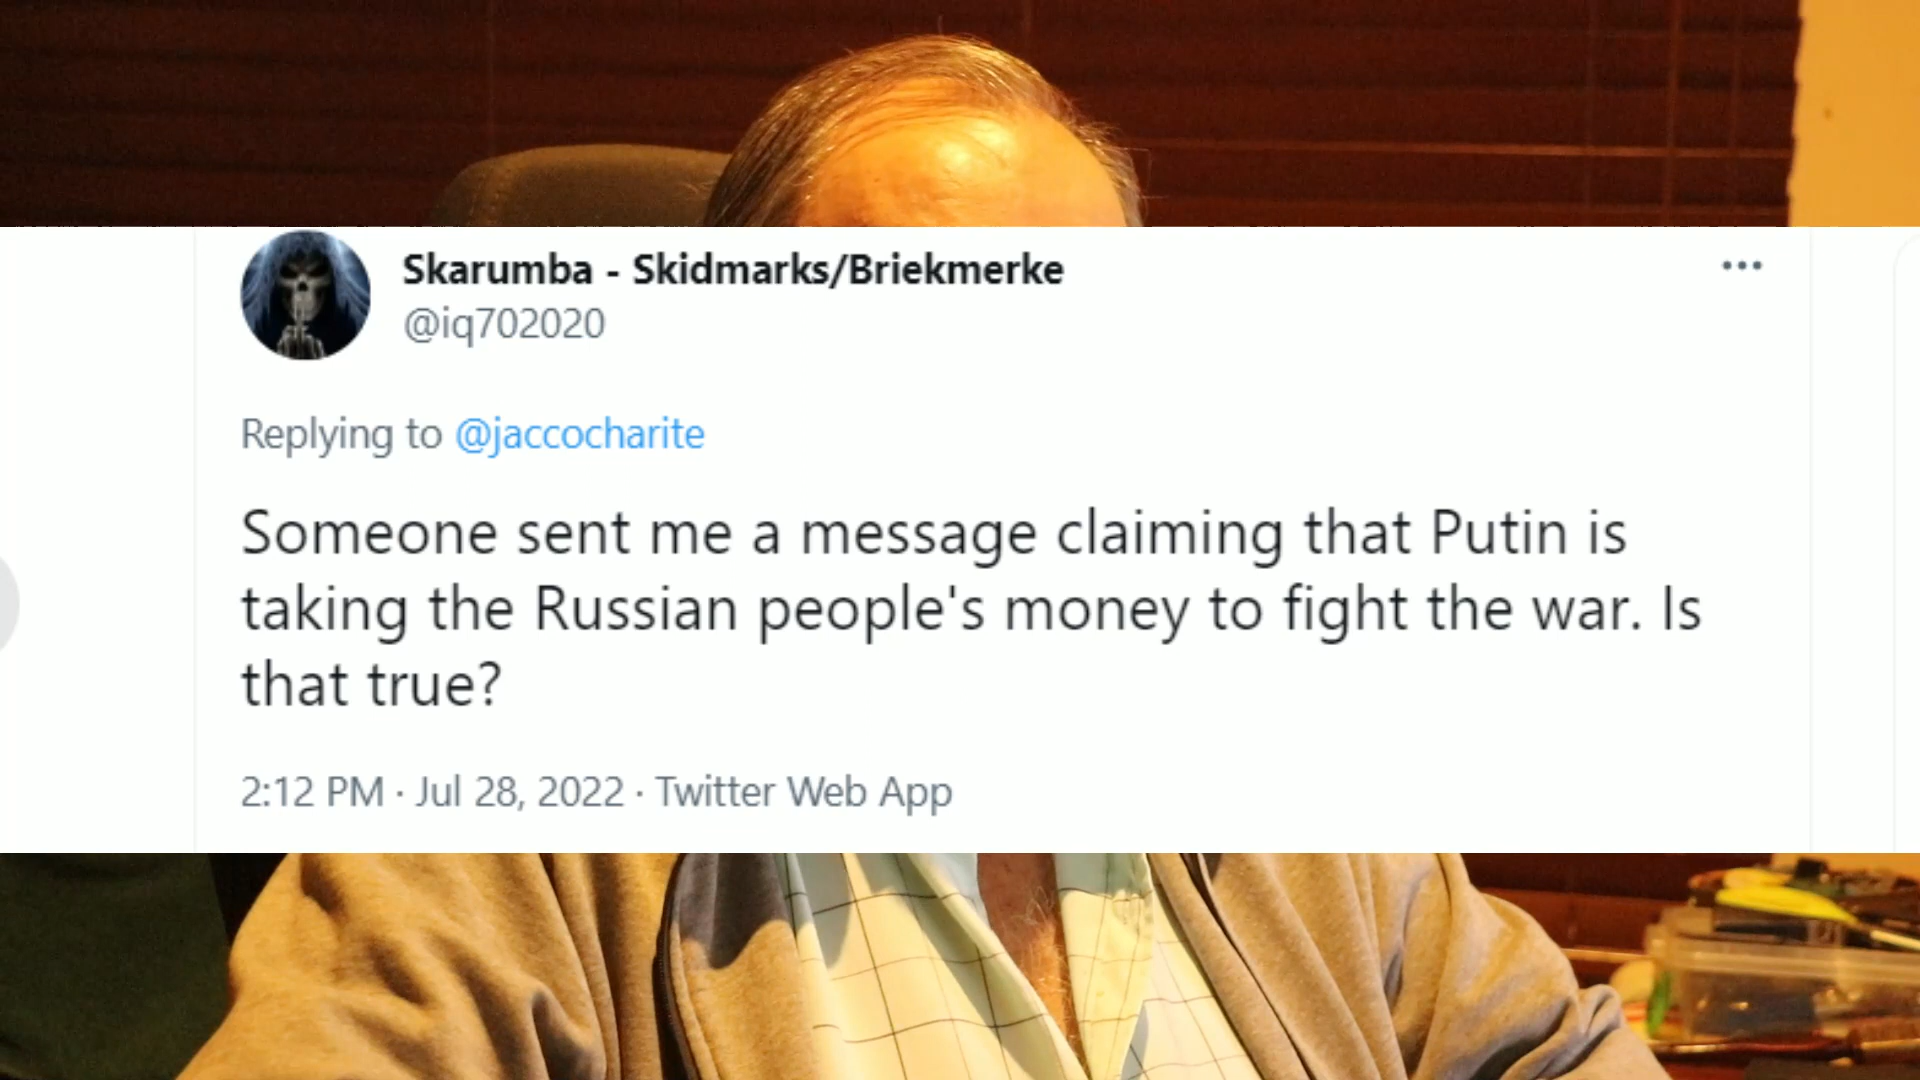 Skarumba - Skidmarks/Briekmerke
@iq702020
Replying to @jaccocharite
Someone sent me a message claiming that Putin is
taking the Russian people's money to fight the war. Is
that true?
2:12 PM · Jul 28, 2022 · Twitter Web App